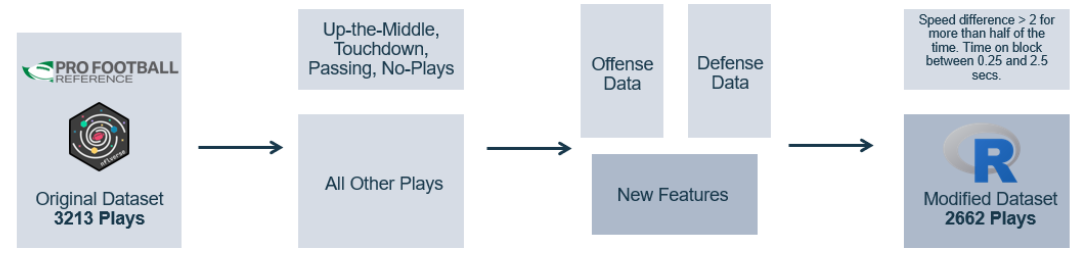 PRO FOOTBALL
REFERENCE
nflverse
Original Dataset
3213 Plays
Up-the-Middle,
Touchdown,
Passing, No-Plays
All Other Plays
Offense
Data
Defense
Data
New Features
Speed difference > 2 for
more than half of the
time. Time on block
between 0.25 and 2.5
secs.
R
Modified Dataset
2662 Plays